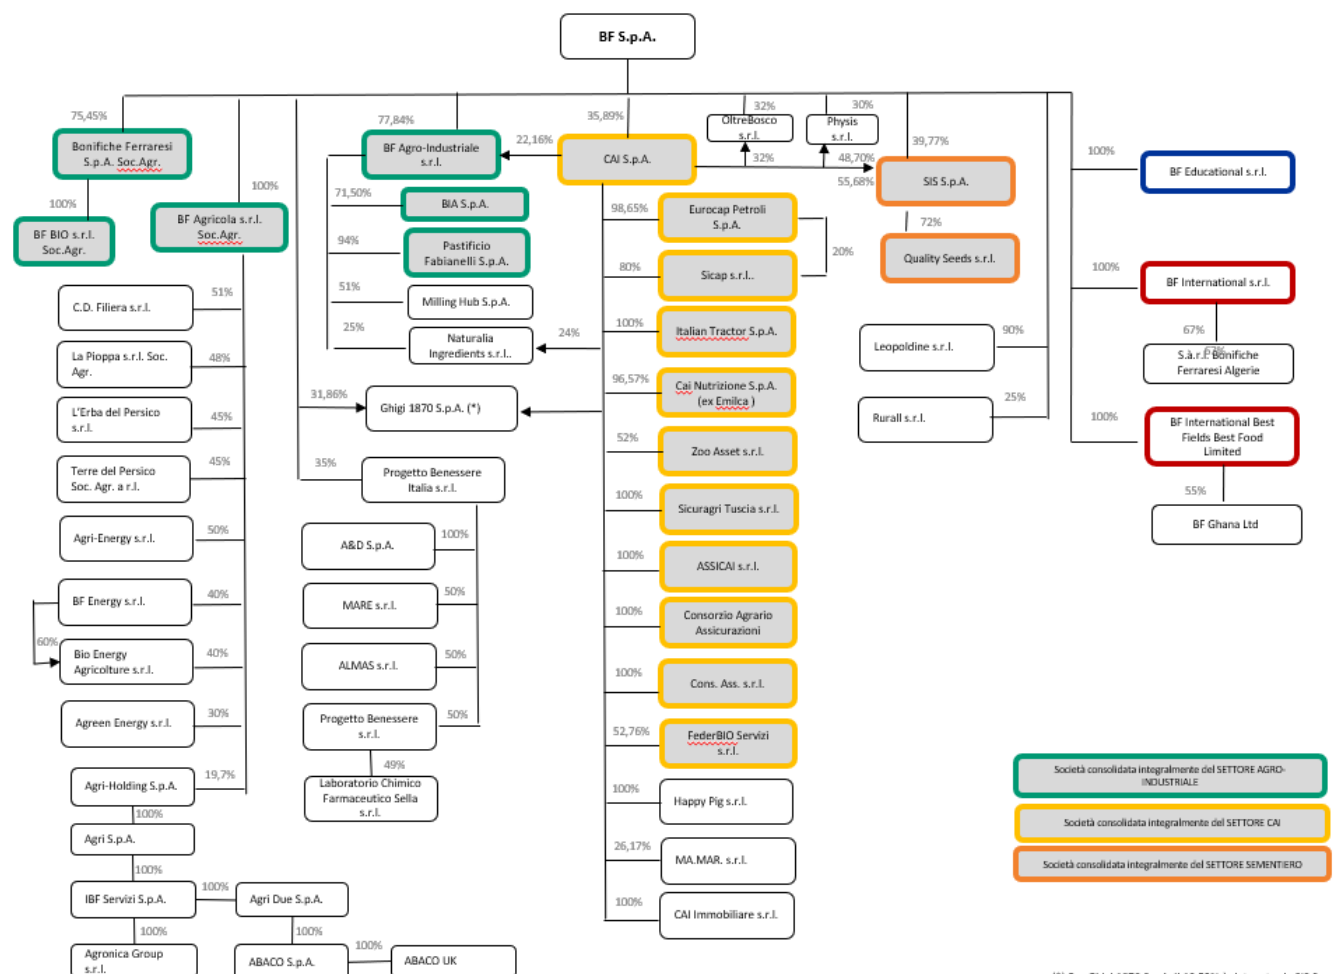 BF S.p.A.
75,45%
Bonifiche Ferraresi
S.p.A. Soc.Agr.
100%
BF BIO s.r.l.
Soc.Agr.
100%
BF Agricola s.r.l.
Soc.Agr.
51%
C.D. Filiera s.r.l.
48%
La Pioppa s.r.l. Soc.
Agr.
45%
L'Erba del Persico
s.r.l.
45%
Terre del Persico
Soc. Agr. a r.l.
50%
Agri-Energy s.r.l.
40%
BF Energy s.r.l.
60%
40%
Bio Energy
Agricolture s.r.l.
30%
Agreen Energy s.r.l.
19,7%
Agri-Holding S.p.A.
100%
Agri S.p.A.
100%
IBF Servizi S.p.A.
100%
Agri Due S.p.A.
100%
Agronica Group
s.r.l.
100%
ABACO S.p.A.
100%
ABACO UK
77,84%
BF Agro-Industriale
s.r.l.
22,16%
71,50%
BIA S.p.A.
94%
Pastificio
Fabianelli S.p.A.
51%
Milling Hub S.p.A.
25%
Naturalia
Ingredients s.r.l..
24%
31,86%
Ghigi 1870 S.p.A. (*)
35%
Progetto Benessere
Italia s.r.l.
100%
A&D S.p.A.
50%
MARE s.r.l.
50%
ALMAS s.r.l.
50%
Progetto Benessere
s.r.l.
49%
Laboratorio Chimico
Farmaceutico Sella
s.r.l.
35,89%
CAI S.p.A.
98,65%
Eurocap Petroli
S.p.A.
20%
80%
Sicap s.r.l..
100%
Italian Tractor S.p.A.
96,57%
Cai Nutrizione S.p.A.
(ex Emilca )
52%
Zoo Asset s.r.l.
100%
Sicuragri Tuscia s.r.l.
100%
ASSICAI s.r.l.
100%
Consorzio Agrario
Assicurazioni
100%
Cons. Ass. s.r.l.
52,76%
FederBIO Servizi
s.r.l.
100%
Happy Pig s.r.l.
26,17%
MA.MAR. s.r.l.
100%
CAI Immobiliare s.r.l.
32%
OltreBosco
s.r.l.
32%
30%
Physis
s.r.l.
48,70%
55,68%
39,77%
SIS S.p.A.
72%
Quality Seeds s.r.l.
90%
Leopoldine s.r.l.
25%
Rurall s.r.l.
100%
BF Educational s.r.l.
100%
BF International s.r.l.
67%
S.à.r.l. Bonifiche
Ferraresi Algerie
100%
BF International Best
Fields Best Food
Limited
55%
BF Ghana Ltd
Società consolidata integralmente del SETTORE AGRO-
INDUSTRIALE
Società consolidata integralmente del SETTORE CAI
Società consolidata integralmente del SETTORE SEMENTIERO